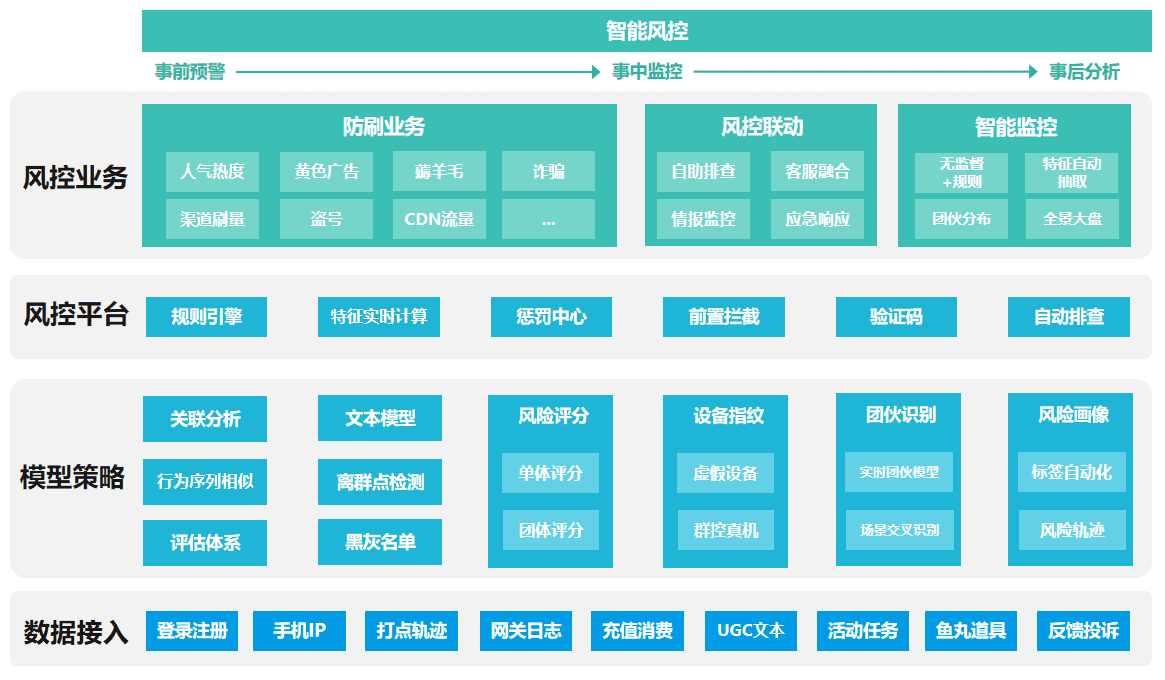 智能风控
事前预警
事中监控
事后分析
风控业务
防刷业务
人气热度
黄色广告
薅羊毛
诈骗
渠道刷量
盗号
CDN流量
...
风控联动
自助排查
客服融合
情报监控
应急响应
智能监控
无监督
+规则
特征自动
抽取
团伙分布
全景大盘
风控平台
规则引擎
特征实时计算
惩罚中心
前置拦截
验证码
自动排查
模型策略
关联分析
文本模型
行为序列相似
离群点检测
评估体系
黑灰名单
风险评分
单体评分
团体评分
设备指纹
虚假设备
群控真机
团伙识别
实时团伙模型
场景交叉识别
风险画像
标签自动化
风险轨迹
数据接入
登录注册
手机IP
打点轨迹
网关日志
充值消费
UGC文本
活动任务
鱼丸道具
反馈投诉